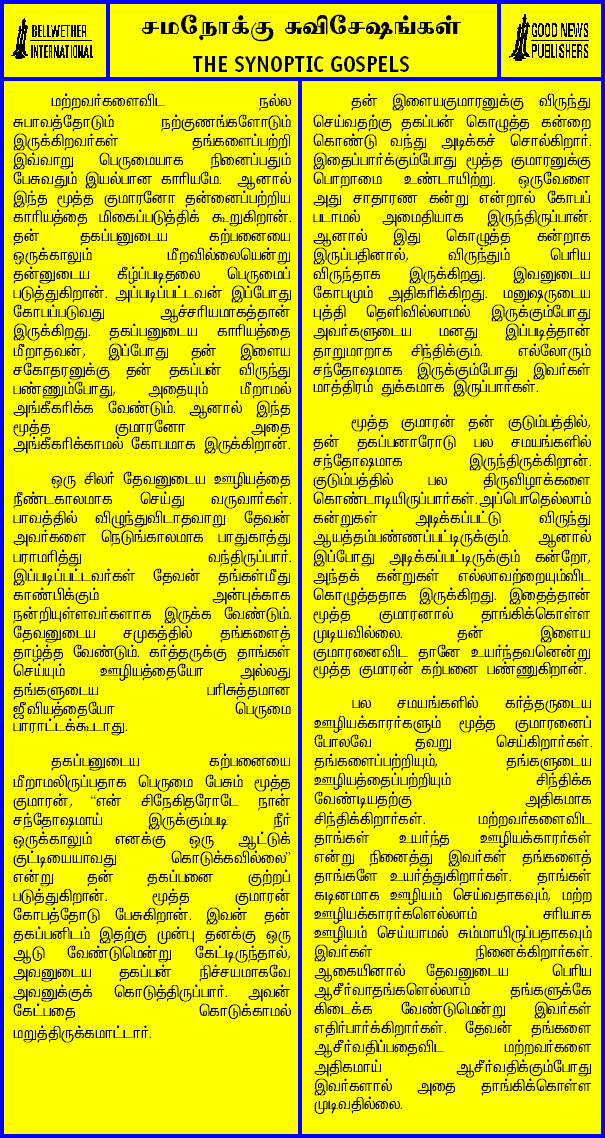 BELLWETHER
INTERNATIONAL
சமநோக்கு சுவிசேஷங்கள்
THE SYNOPTIC GOSPELS
GOOD NEWS
PUBLISHERS
மற்றவர்களைவிட நல்ல
சுபாவத்தோடும் நற்குணங்களோடும்
இருக்கிறவர்கள் தங்களைப்பற்றி
இவ்வாறு பெருமையாக நினைப்பதும்
பேசுவதும் இயல்பான காரியமே. ஆனால்
இந்த மூத்த குமாரனோ தன்னைப்பற்றிய
காரியத்தை மிகைப்படுத்திக் கூறுகிறான்.
தன் தகப்பனுடைய கற்பனையை
ஒருக்காலும் மீறவில்லையென்று
தன்னுடைய கீழ்ப்படிதலை பெருமைப்
படுத்துகிறான். அப்படிப்பட்டவன் இப்போது
கோபப்படுவது ஆச்சரியமாகத்தான்
இருக்கிறது. தகப்பனுடைய காரியத்தை
மீறாதவன், இப்போது தன் இளைய
சகோதரனுக்கு தன் தகப்பன் விருந்து
பண்ணும்போது, அதையும் மீறாமல்
அங்கீகரிக்க வேண்டும். ஆனால் இந்த
மூத்த குமாரனோ அதை
அங்கீகரிக்காமல் கோபமாக இருக்கிறான்.
ஒரு சிலர் தேவனுடைய ஊழியத்தை
நீண்டகாலமாக செய்து வருவார்கள்.
பாவத்தில் விழுந்துவிடாதவாறு தேவன்
அவர்களை நெடுங்காலமாக பாதுகாத்து
பராமரித்து வந்திருப்பார்.
இப்படிப்பட்டவர்கள் தேவன் தங்கள்மீது
காண்பிக்கும் அன்புக்காக
நன்றியுள்ளவர்களாக இருக்க வேண்டும்.
தேவனுடைய சமுகத்தில் தங்களைத்
தாழ்த்த வேண்டும். கர்த்தருக்கு தாங்கள்
செய்யும் ஊழியத்தையோ அல்லது
தங்களுடைய பரிசுத்தமான
ஜீவியத்தையோ பெருமை
பாராட்டக்கூடாது.
தகப்பனுடைய கற்பனையை
மீறாமலிருப்பதாக பெருமை பேசும் மூத்த
குமாரன், “என் சிநேகிதரோடே நான்
சந்தோஷமாய் இருக்கும்படி நீர்
ஒருக்காலும் எனக்கு ஒரு ஆட்டுக்
குட்டியையாவது கொடுக்கவில்லை”
என்று தன் தகப்பனை குற்றப்
படுத்துகிறான். மூத்த குமாரன்
கோபத்தோடு பேசுகிறான். இவன் தன்
தகப்பனிடம் இதற்கு முன்பு தனக்கு ஒரு
ஆடு வேண்டுமென்று கேட்டிருந்தால்,
அவனுடைய தகப்பன் நிச்சயமாகவே
அவனுக்குக் கொடுத்திருப்பார். அவன்
கேட்பதை கொடுக்காமல்
மறுத்திருக்கமாட்டார்.
தன் இளையகுமாரனுக்கு விருந்து
செய்வதற்கு தகப்பன் கொழுத்த கன்றை
கொண்டு வந்து அடிக்கச் சொல்கிறார்.
இதைப்பார்க்கும்போது மூத்த குமாரனுக்கு
பொறாமை உண்டாயிற்று. ஒருவேளை
அது சாதாரண கன்று என்றால் கோபப்
படாமல் அமைதியாக இருந்திருப்பான்.
ஆனால் இது கொழுத்த கன்றாக
இருப்பதினால், விருந்தும் பெரிய
விருந்தாக இருக்கிறது. இவனுடைய
கோபமும் அதிகரிக்கிறது. மனுஷருடைய
புத்தி தெளிவில்லாமல் இருக்கும்போது
அவர்களுடைய மனது இப்படித்தான்
தாறுமாறாக சிந்திக்கும். எல்லோரும்
சந்தோஷமாக இருக்கும்போது இவர்கள்
மாத்திரம் துக்கமாக இருப்பார்கள்.
மூத்த குமாரன் தன் குடும்பத்தில்,
தன் தகப்பனாரோடு பல சமயங்களில்
சந்தோஷமாக இருந்திருக்கிறான்.
குடும்பத்தில் பல திருவிழாக்களை
கொண்டாடியிருப்பார்கள்.அப்பொதெல்லாம்
கன்றுகள் அடிக்கப்பட்டு விருந்து
ஆயத்தம்பண்ணப்பட்டிருக்கும். ஆனால்
இப்போது அடிக்கப்பட்டிருக்கும் கன்றோ,
அந்தக் கன்றுகள் எல்லாவற்றையும்விட
கொழுத்ததாக இருக்கிறது. இதைத்தான்
மூத்த குமாரனால் தாங்கிக்கொள்ள
முடியவில்லை. தன் இளைய
குமாரனைவிட தானே உயர்ந்தவனென்று
மூத்த குமாரன் கற்பனை பண்ணுகிறான்.
பல சமயங்களில் கர்த்தருடைய
ஊழியக்காரர்களும் மூத்த குமாரனைப்
போலவே தவறு செய்கிறார்கள்.
தங்களைப்பற்றியும், தங்களுடைய
ஊழியத்தைப்பற்றியும் சிந்திக்க
வேண்டியதற்கு அதிகமாக
சிந்திக்கிறார்கள். மற்றவர்களைவிட
தாங்கள் உயர்ந்த ஊழியக்காரர்கள்
என்று நினைத்து இவர்கள் தங்களைத்
தாங்களே உயர்த்துகிறார்கள். தாங்கள்
கடினமாக ஊழியம் செய்வதாகவும், மற்ற
ஊழியக்காரர்களெல்லாம் சரியாக
ஊழியம் செய்யாமல் சும்மாயிருப்பதாகவும்
இவர்கள் நினைக்கிறார்கள்.
ஆகையினால் தேவனுடைய பெரிய
ஆசீர்வாதங்களெல்லாம் தங்களுக்கே
கிடைக்க வேண்டுமென்று இவர்கள்
எதிர்பார்க்கிறார்கள். தேவன் தங்களை
ஆசீர்வதிப்பதைவிட மற்றவர்களை
அதிகமாய் ஆசீர்வதிக்கும்போது
இவர்களால் அதை தாங்கிக்கொள்ள
முடிவதில்லை.